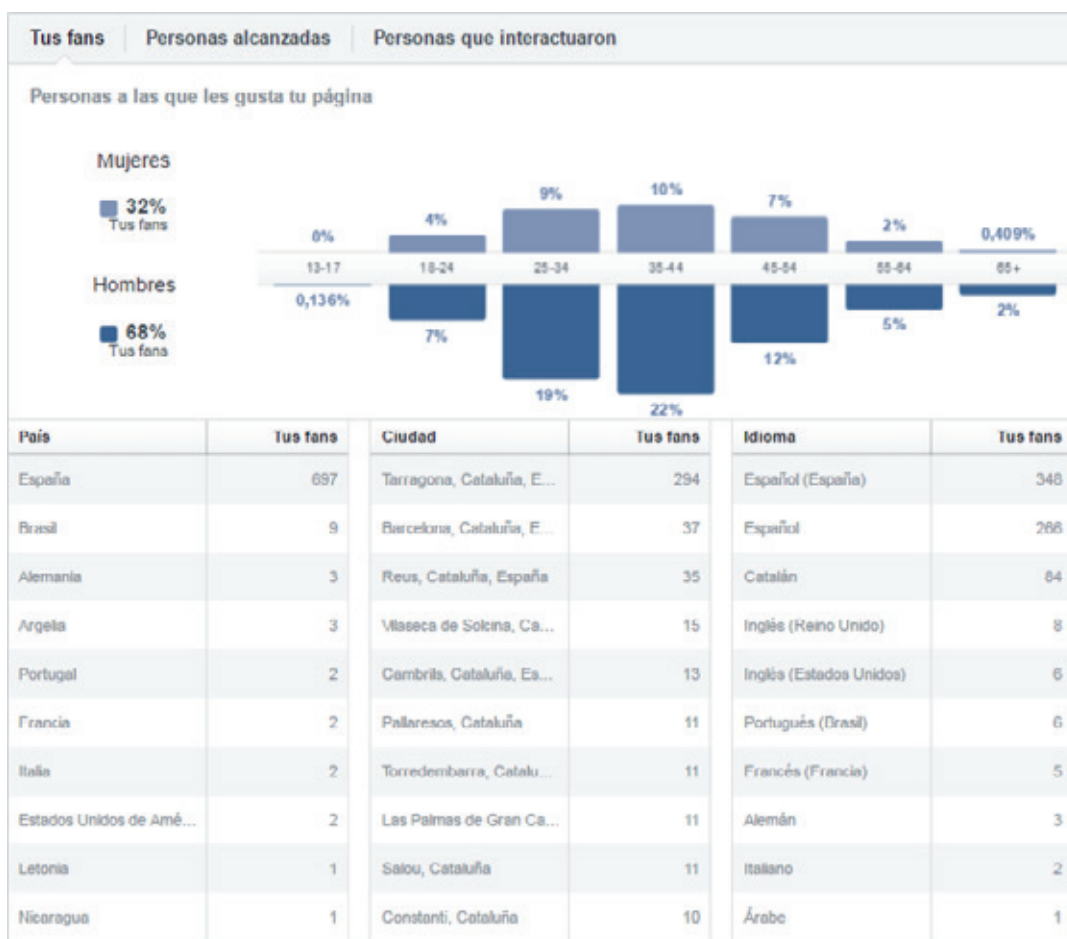 Tus fans Personas alcanzadas Personas que interactuaron
Personas a las que les gusta tu página
Mujeres
32%
Tus fans
0% 4% 9% 10% 7% 2% 0,409%
13-17 18-24 25-34 35-44 45-54 55-64 65+
Hombres
68%
Tus fans
0,136% 7% 19% 22% 12% 5% 2%
País Tus fans Ciudad Tus fans Idioma Tus fans
España 697 Tarragona, Cataluña, E... 294 Español (España) 348
Brasil 9 Barcelona, Cataluña, E... 37 Español 266
Alemania 3 Reus, Cataluña, España 35 Catalán 84
Argelia 3 Vilaseca de Solcina, Ca... 15 Inglés (Reino Unido) 8
Portugal 2 Cambrils, Cataluña, Es... 13 Inglés (Estados Unidos) 6
Francia 2 Pallaresos, Cataluña 11 Portugués (Brasil) 6
Italia 2 Torredembarra, Catalu... 11 Francés (Francia) 5
Estados Unidos de Amé... 2 Las Palmas de Gran Ca... 11 Alemán 3
Letonia 1 Salou, Cataluña 11 Italiano 2
Nicaragua 1 Constantí, Cataluña 10 Árabe 1